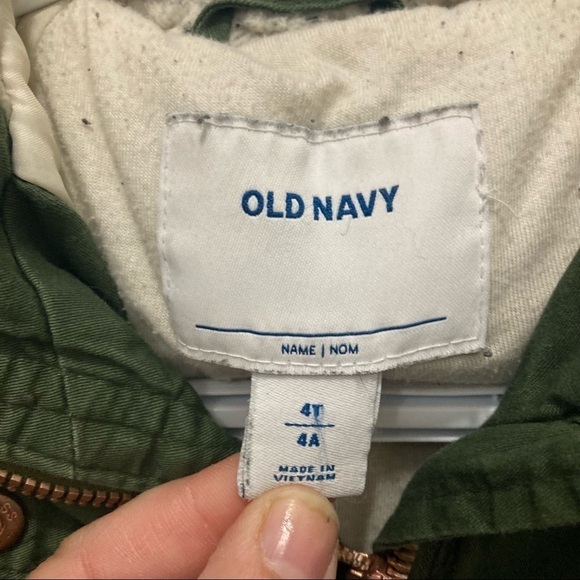 OLD NAVY
NAME | NOM
4T
4A
MADE IN
VIETNAM